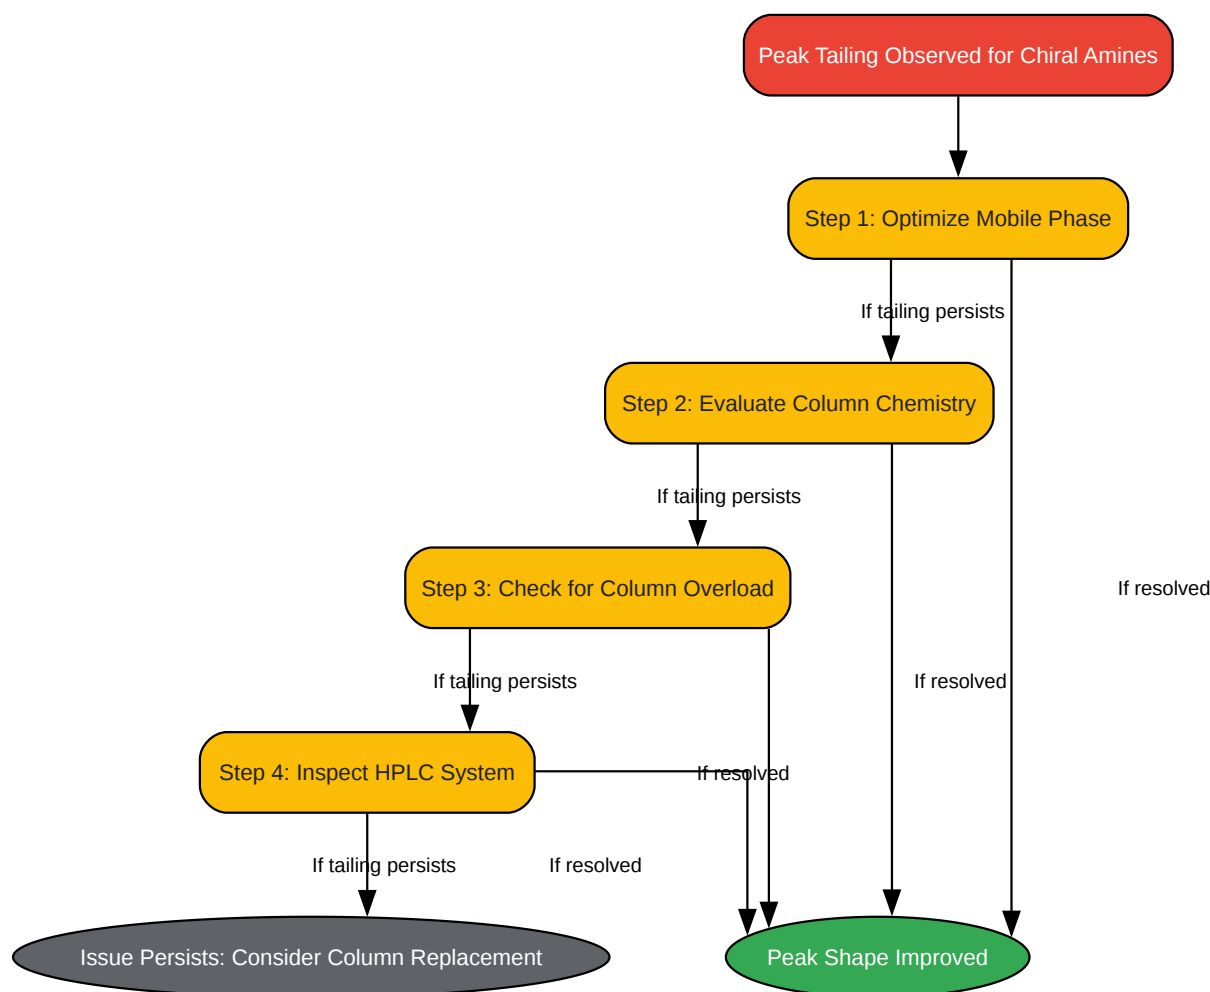 Peak Tailing Observed for Chiral Amines
Step 1: Optimize Mobile Phase
If tailing persists
Step 2: Evaluate Column Chemistry
If tailing persists
Step 3: Check for Column Overload
If resolved
If tailing persists
If resolved
Step 4: Inspect HPLC System
If resolved
If tailing persists
If resolved
Issue Persists: Consider Column Replacement
Peak Shape Improved